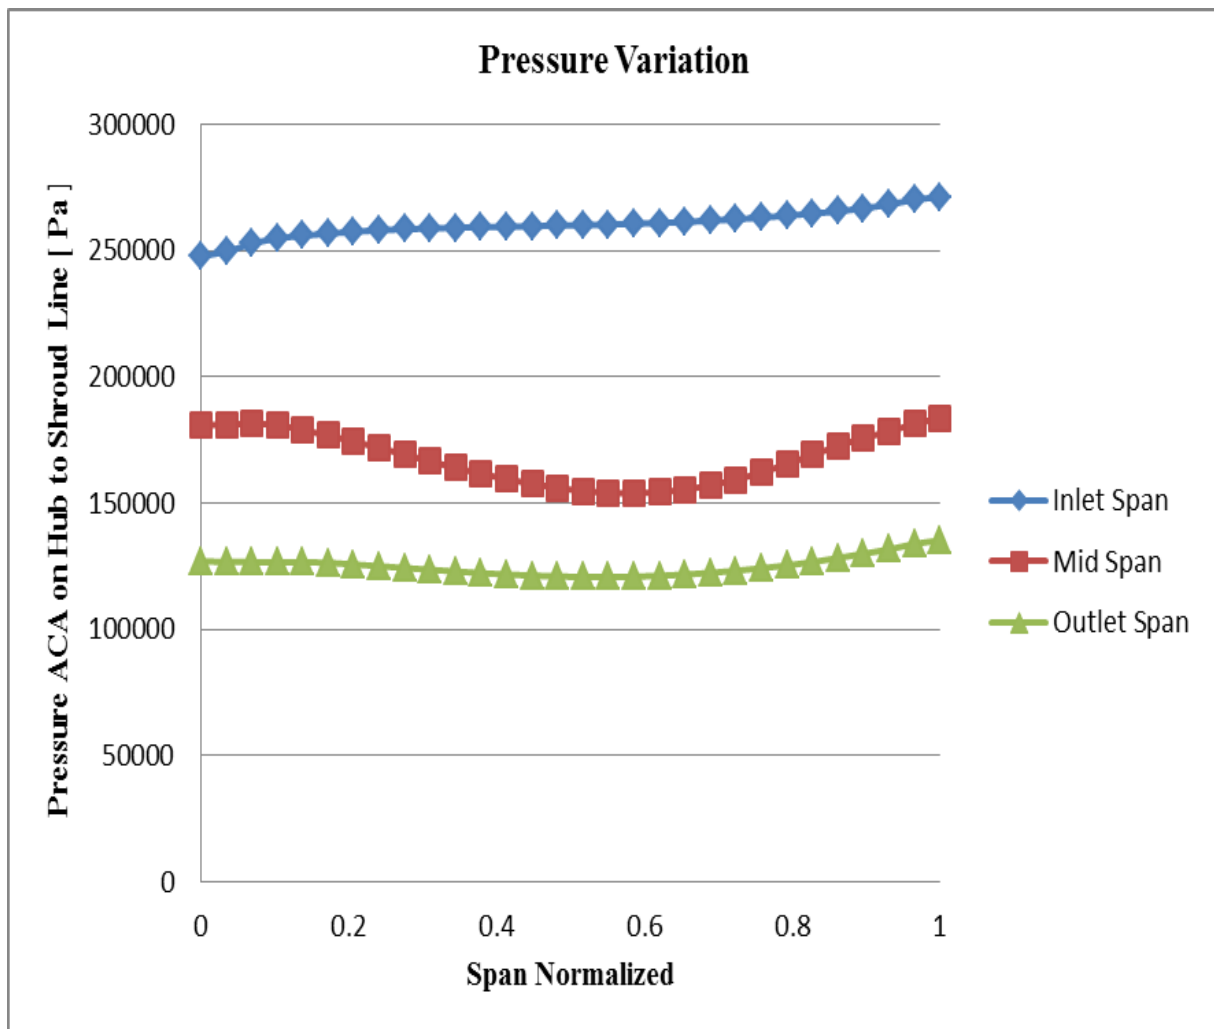 Pressure Variation
Pressure ACA on Hub to Shroud Line [ Pa ]
300000
250000
200000
150000
100000
50000
0
0 0.2 0.4 0.6 0.8 1
Span Normalized
Inlet Span
Mid Span
Outlet Span